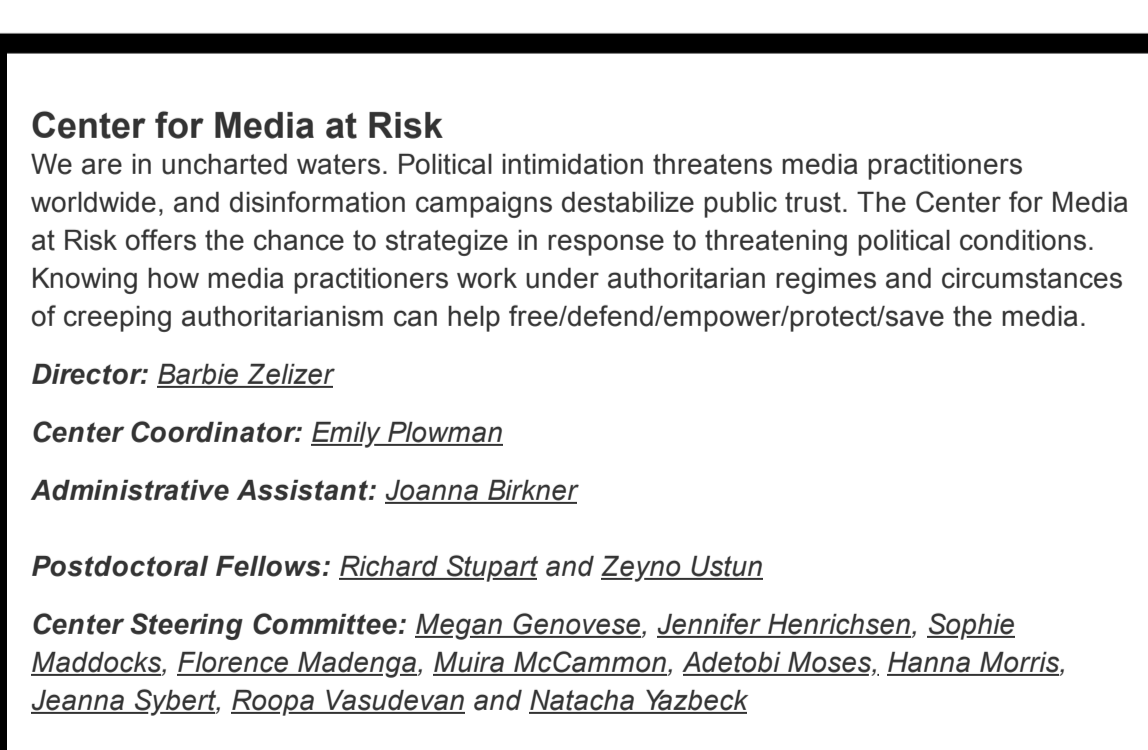 Center for Media at Risk
We are in uncharted waters. Political intimidation threatens media practitioners
worldwide, and disinformation campaigns destabilize public trust. The Center for Media
at Risk offers the chance to strategize in response to threatening political conditions.
Knowing how media practitioners work under authoritarian regimes and circumstances
of creeping authoritarianism can help free/defend/empower/protect/save the media.
Director: Barbie Zelizer
Center Coordinator: Emily Plowman
Administrative Assistant: Joanna Birkner
Postdoctoral Fellows: Richard Stupart and Zeyno Ustun
Center Steering Committee: Megan Genovese, Jennifer Henrichsen, Sophie
Maddocks, Florence Madenga, Muira McCammon, Adetobi Moses, Hanna Morris,
Jeanna Sybert, Roopa Vasudevan and Natacha Yazbeck